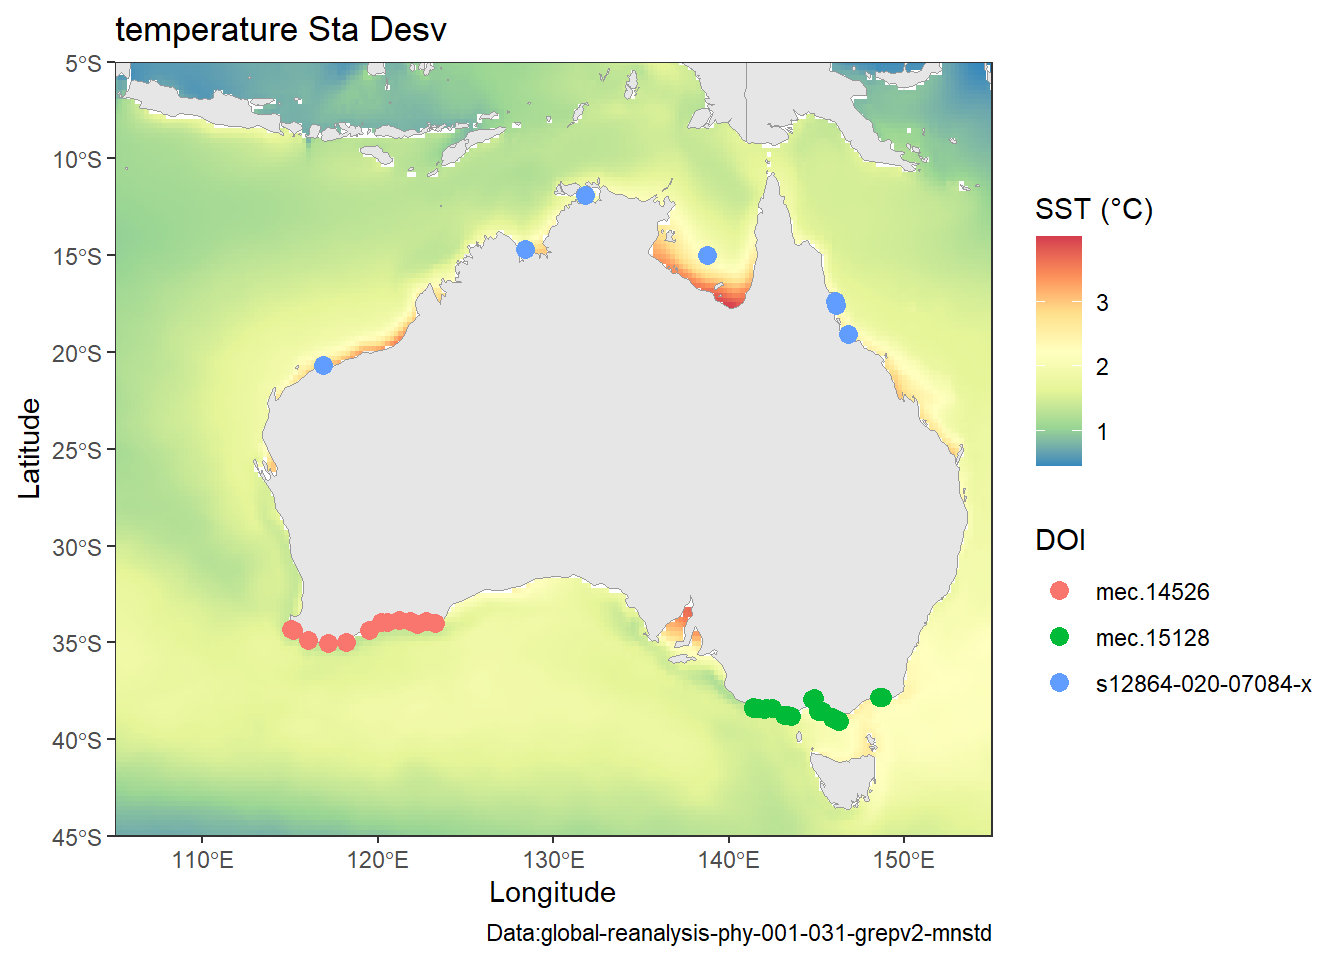 temperature Sta Desv
5°S
10°S
15°S
20°S
25°S
30°S
35°S
40°S
45°S
Latitude
110°E
120°E
130°E
140°E
150°E
Longitude
Data:global-reanalysis-phy-001-031-grepv2-mnstd
SST (°C)
3
2
1
DOI
mec.14526
mec.15128
s12864-020-07084-x